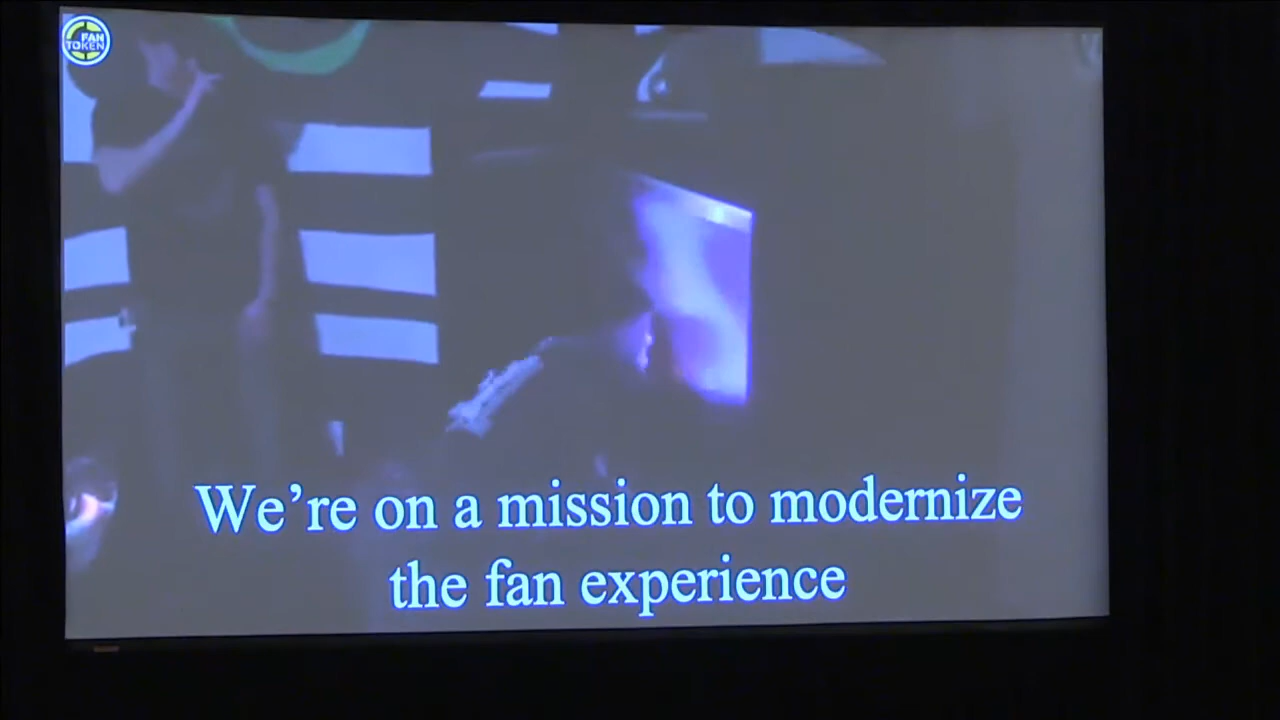 FAN
TOKEN
We’re on a mission to modernize
the fan experience